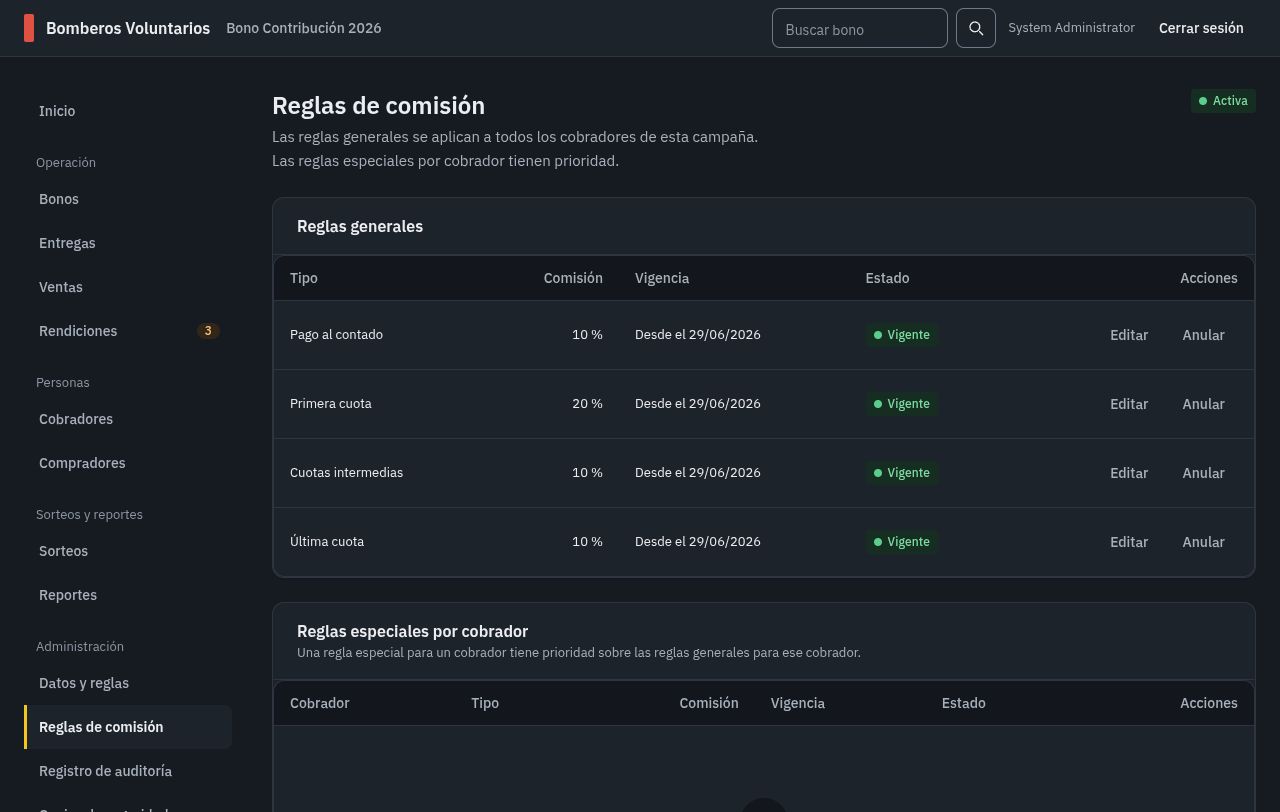 Bomberos Voluntarios
Bono Contribución 2026
Buscar bono
System Administrator
Cerrar sesión
Inicio
Operación
Bonos
Entregas
Ventas
Rendiciones 3
Personas
Cobradores
Compradores
Sorteos y reportes
Sorteos
Reportes
Administración
Datos y reglas
Reglas de comisión
Registro de auditoría
Reglas de comisión
Activa
Las reglas generales se aplican a todos los cobradores de esta campaña.
Las reglas especiales por cobrador tienen prioridad.
Reglas generales
Tipo Comisión Vigencia Estado Acciones
Pago al contado 10 % Desde el 29/06/2026 Vigente Editar Anular
Primera cuota 20 % Desde el 29/06/2026 Vigente Editar Anular
Cuotas intermedias 10 % Desde el 29/06/2026 Vigente Editar Anular
Última cuota 10 % Desde el 29/06/2026 Vigente Editar Anular
Reglas especiales por cobrador
Una regla especial para un cobrador tiene prioridad sobre las reglas generales para ese cobrador.
Cobrador Tipo Comisión Vigencia Estado Acciones